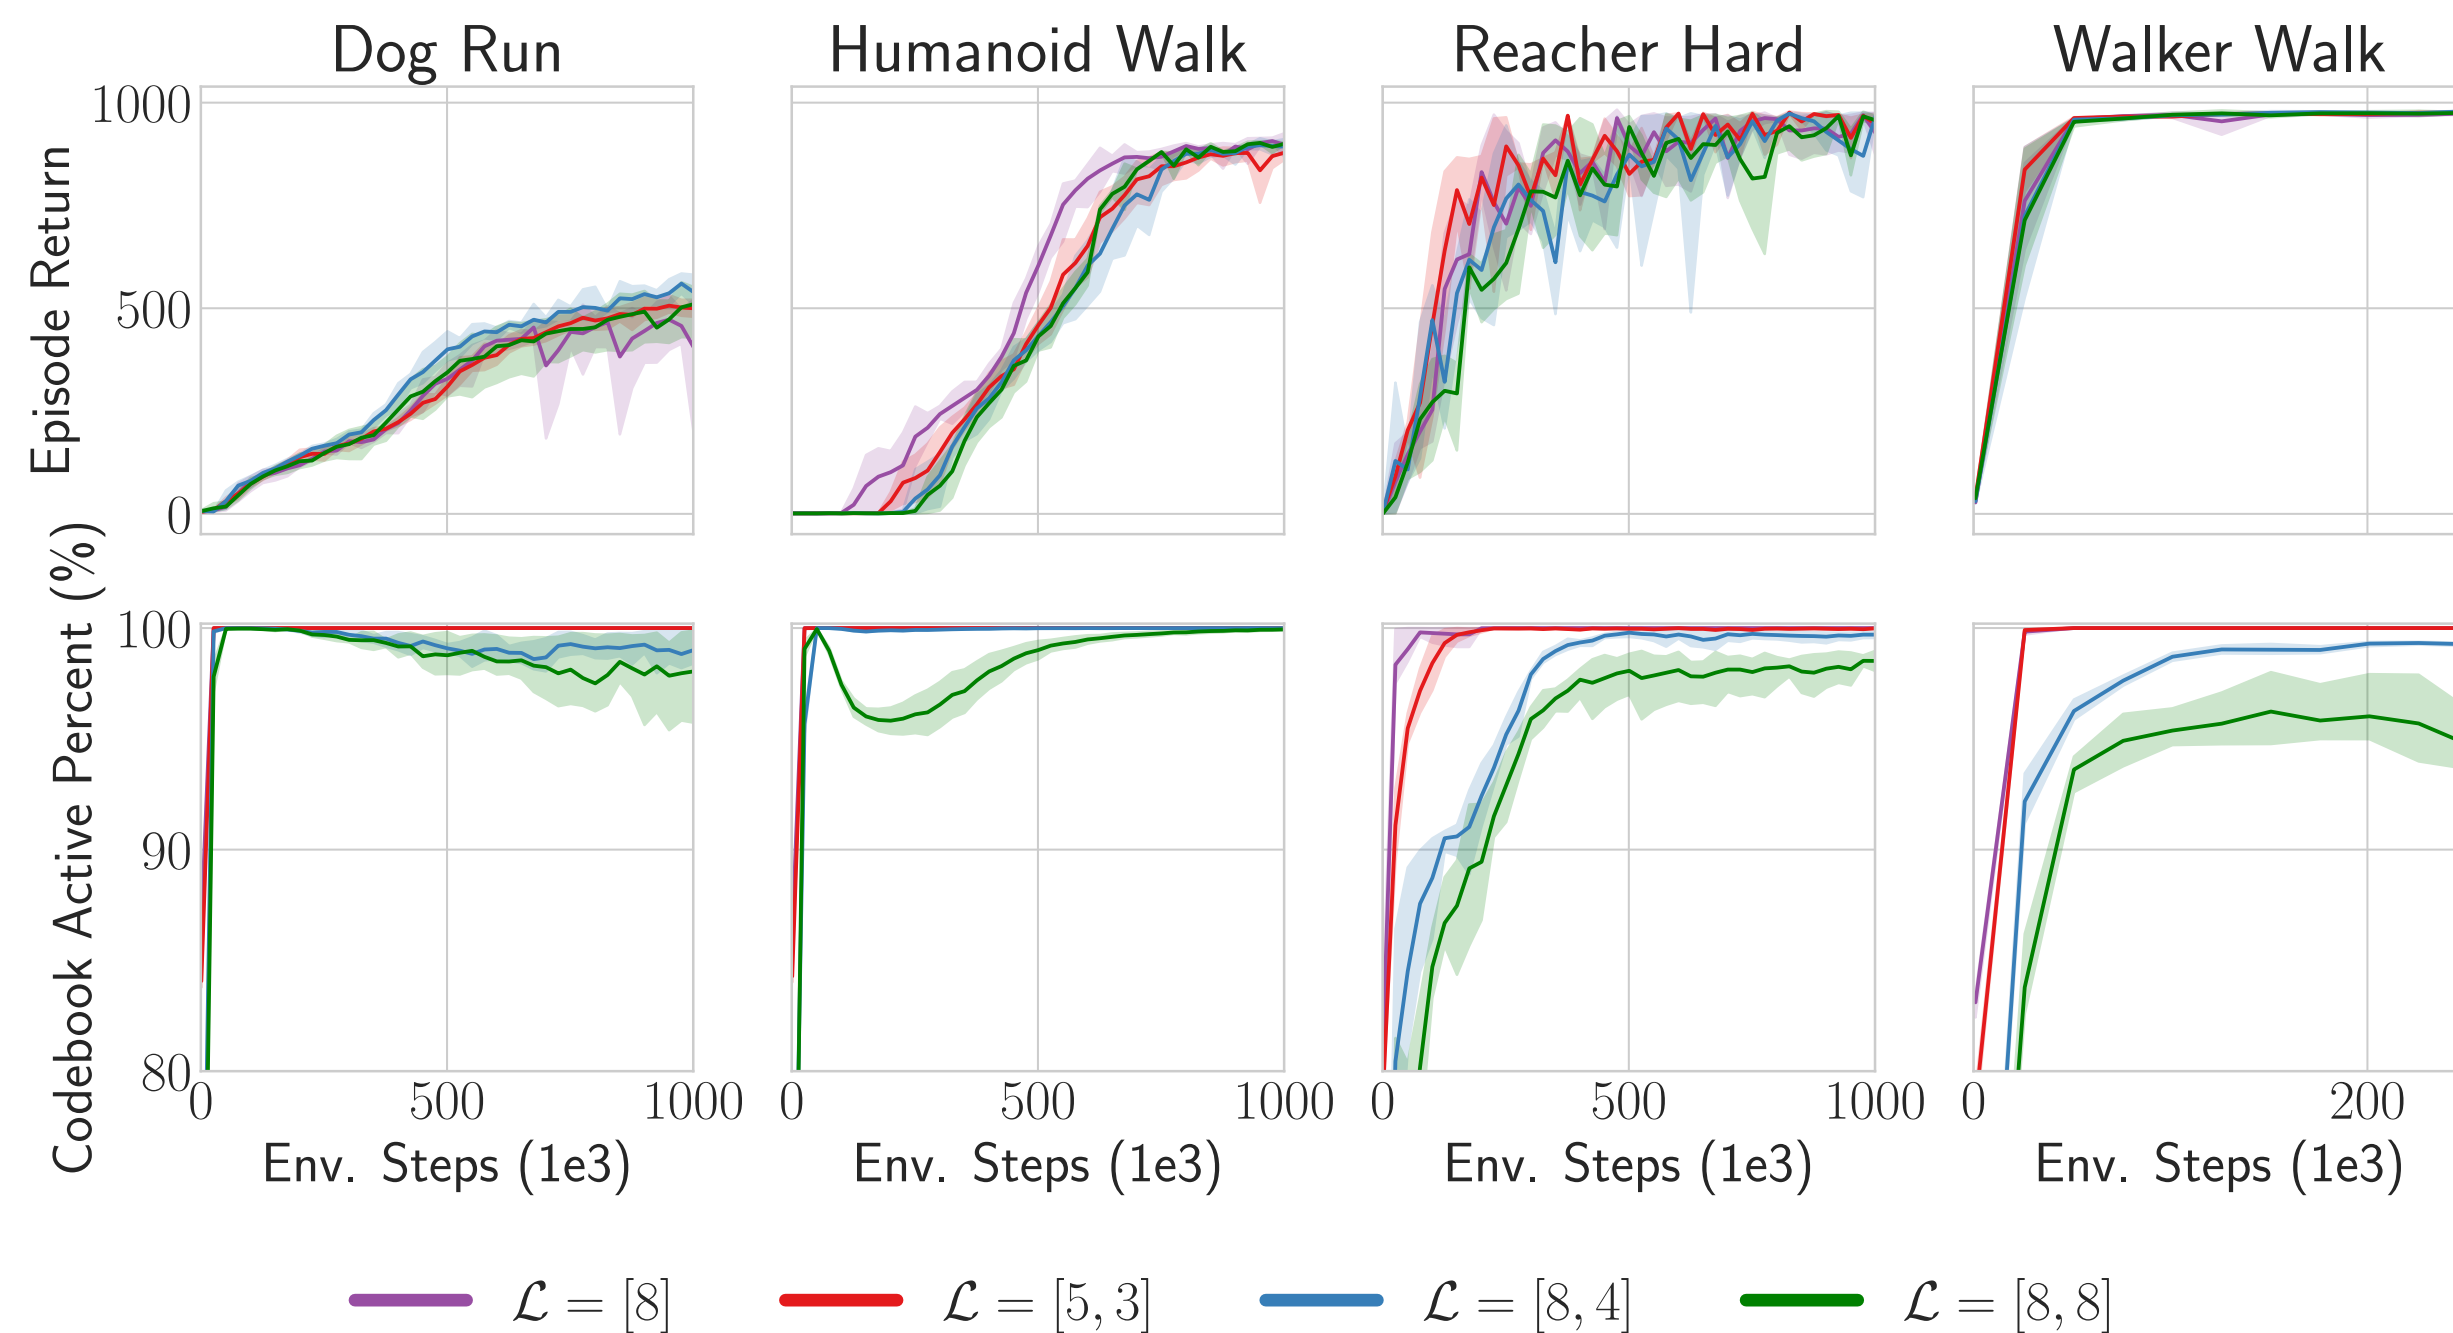 Dog Run
Humanoid Walk
Reacher Hard
Walker Walk
Episode Return
1000
500
0
Codebook Active Percent (%)
100
90
80
0 500 1000
0 500 1000
0 500 1000
0 200
Env. Steps (1e3)
Env. Steps (1e3)
Env. Steps (1e3)
Env. Steps (1e3)
ℒ = [8]
ℒ = [5, 3]
ℒ = [8, 4]
ℒ = [8, 8]